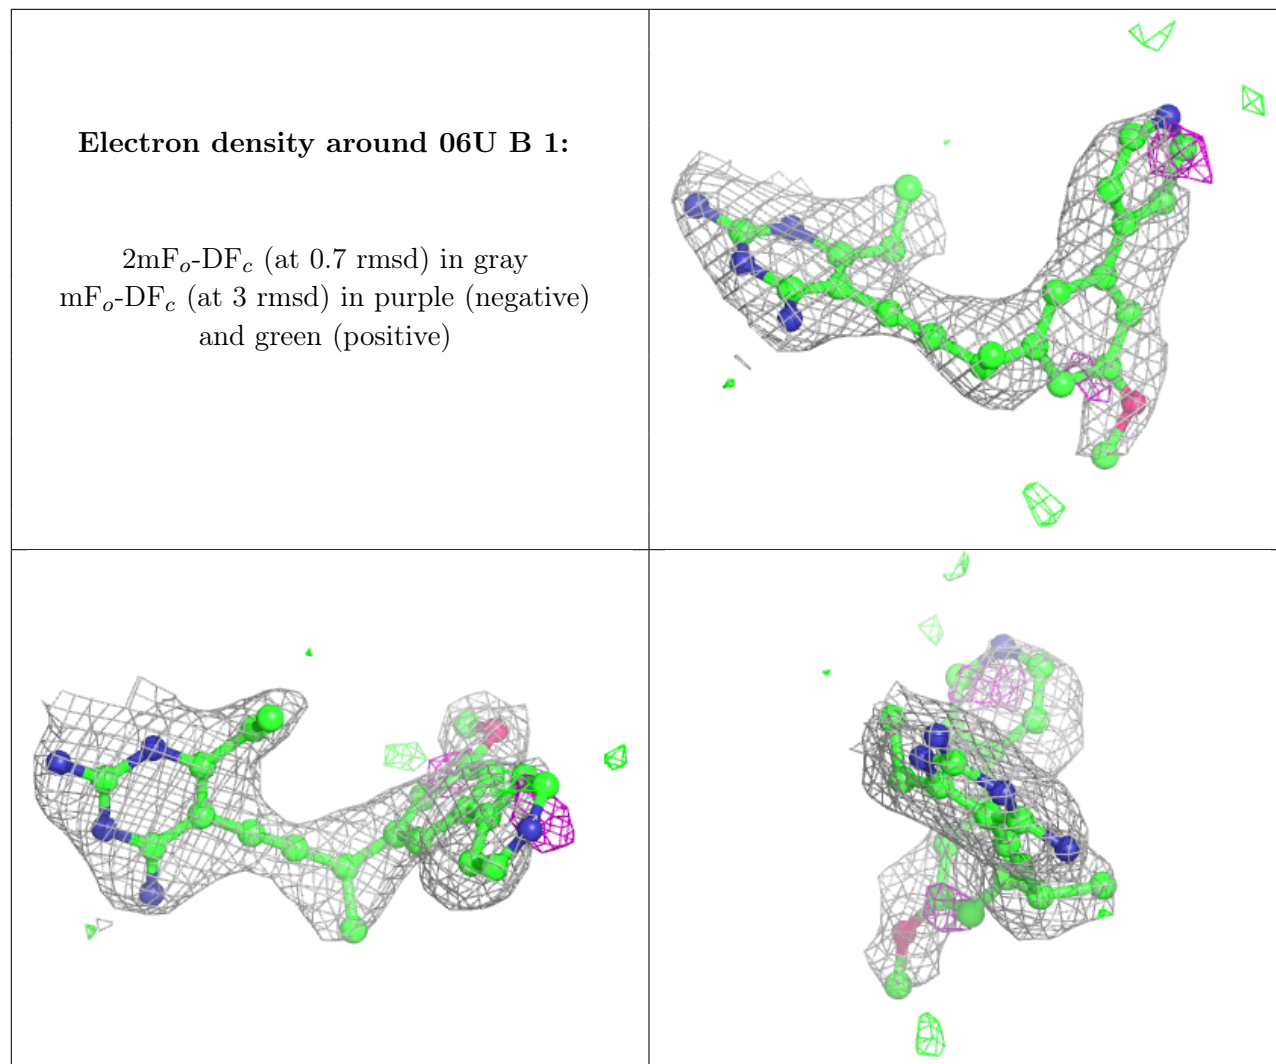 Electron density around 06U B 1:
2mFₒ-DF𝒸 (at 0.7 rmsd) in gray
mFₒ-DF𝒸 (at 3 rmsd) in purple (negative)
and green (positive)